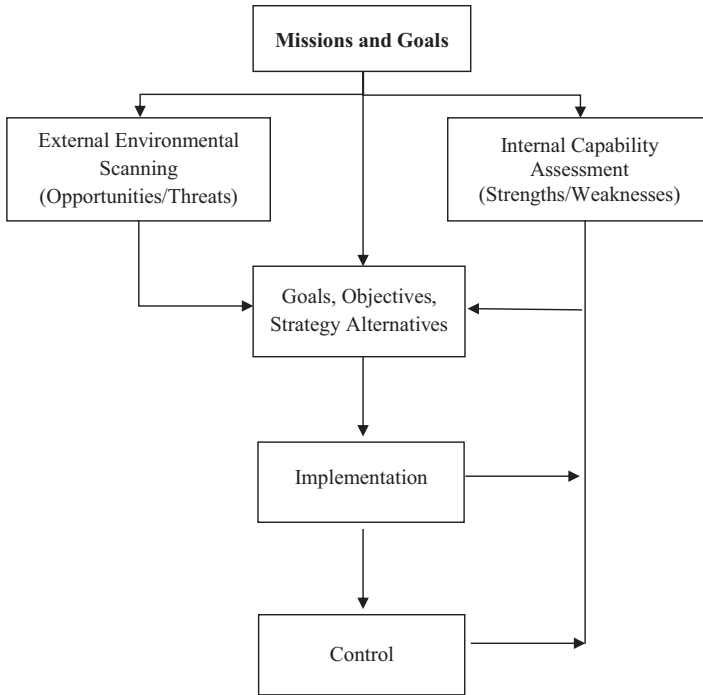 Missions and Goals
External Environmental
Scanning
(Opportunities/Threats)
Internal Capability
Assessment
(Strengths/Weaknesses)
Goals, Objectives,
Strategy Alternatives
Implementation
Control